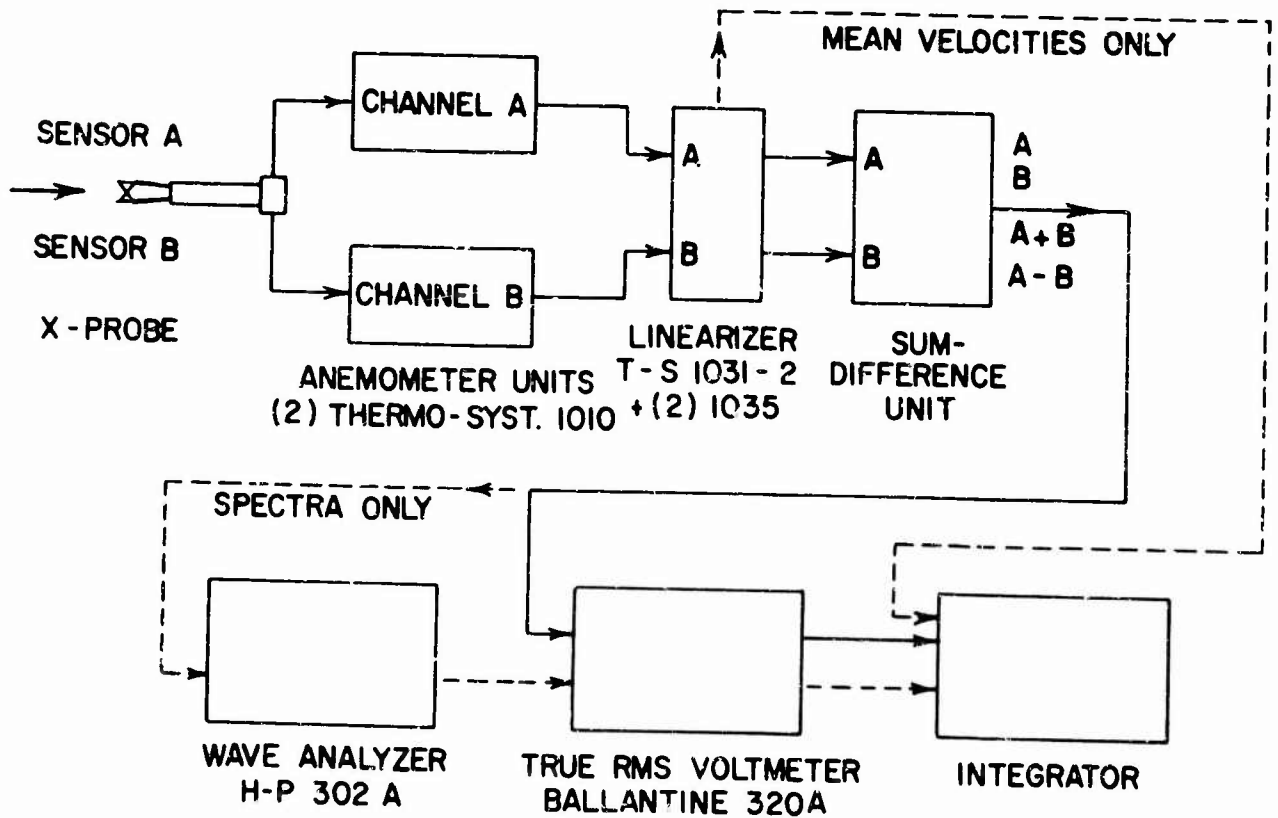 MEAN VELOCITIES ONLY
CHANNEL A
SENSOR A
SENSOR B
X-PROBE
CHANNEL B
ANEMOMETER UNITS
(2) THERMO-SYST. 1010
A
B
LINEARIZER
T-S 1031-2
+(2) 1035
A
B
SUM-
DIFFERENCE
UNIT
A
B
A+B
A-B
SPECTRA ONLY
WAVE ANALYZER
H-P 302 A
TRUE RMS VOLTMETER
BALLANTINE 320A
INTEGRATOR